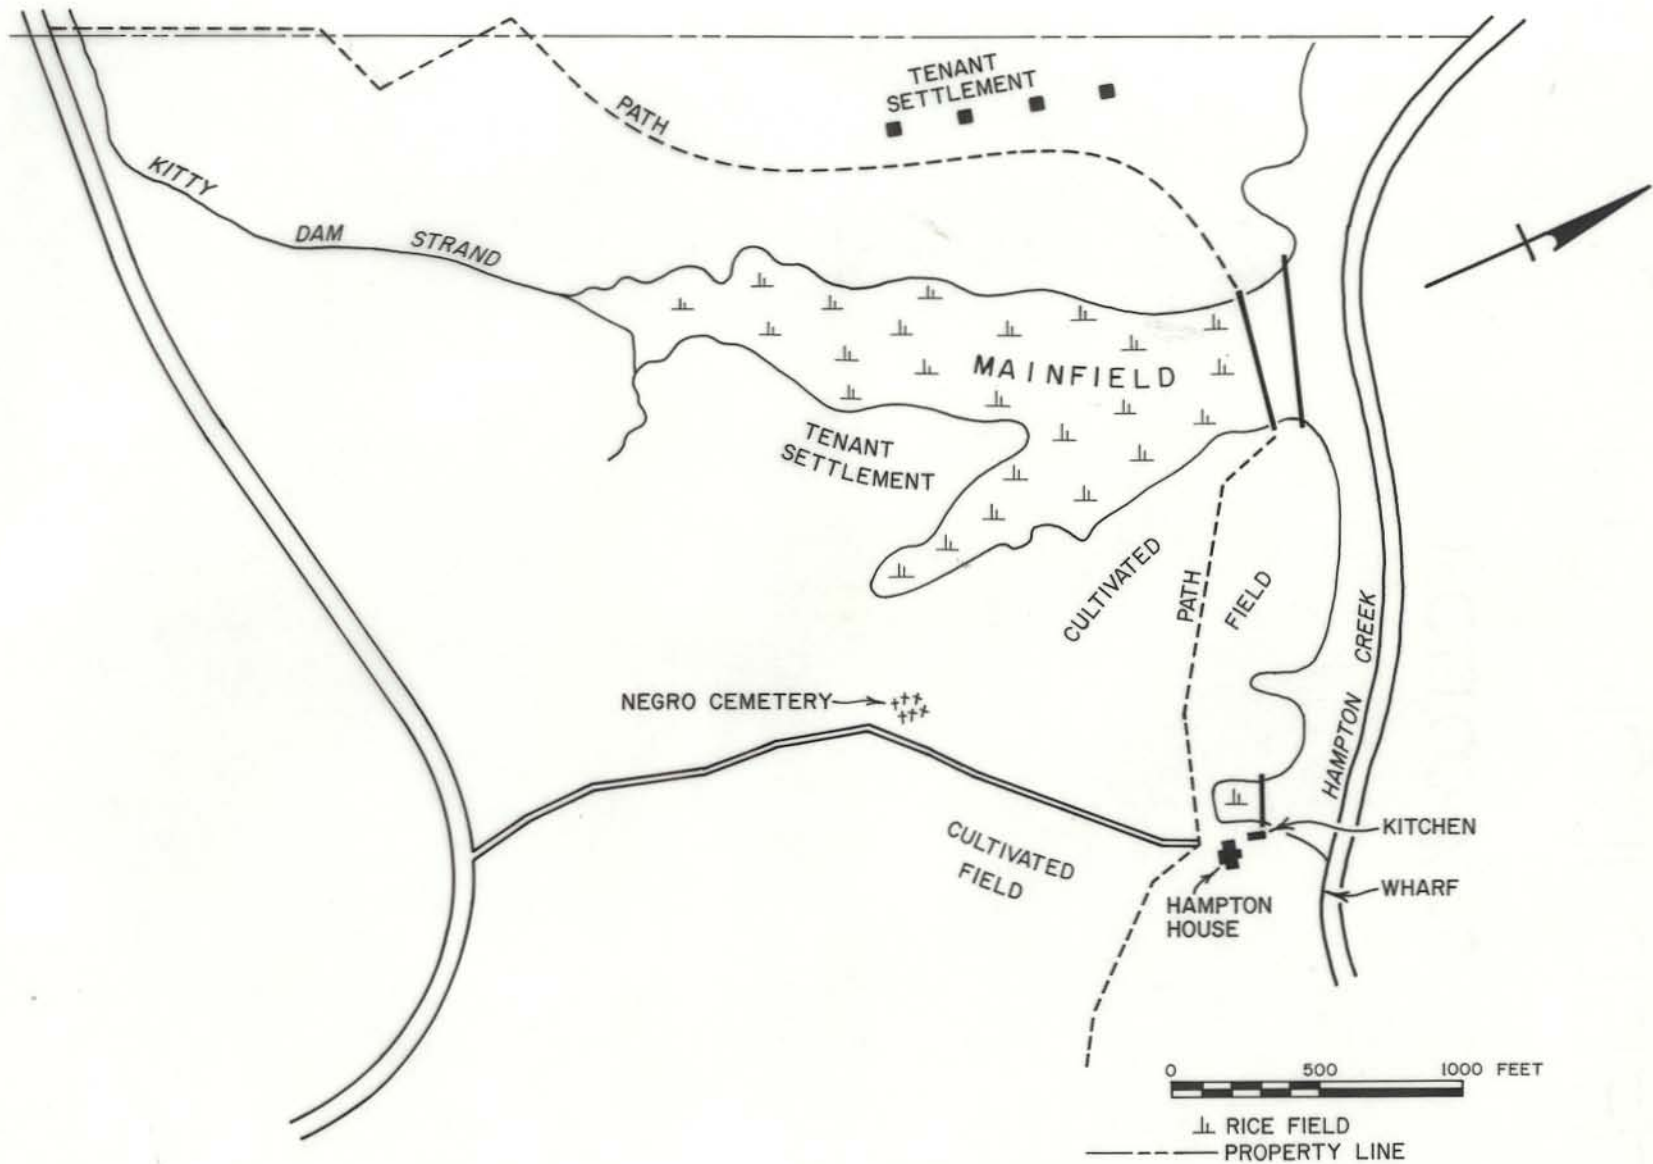 TENANT
SETTLEMENT
PATH
KITTY
DAM
STRAND
MAINFIELD
TENANT
SETTLEMENT
CULTIVATED
FIELD
PATH
HAMPTON CREEK
NEGRO CEMETERY
CULTIVATED
FIELD
KITCHEN
WHARF
HAMPTON
HOUSE
0 500 1000 FEET
RICE FIELD
PROPERTY LINE